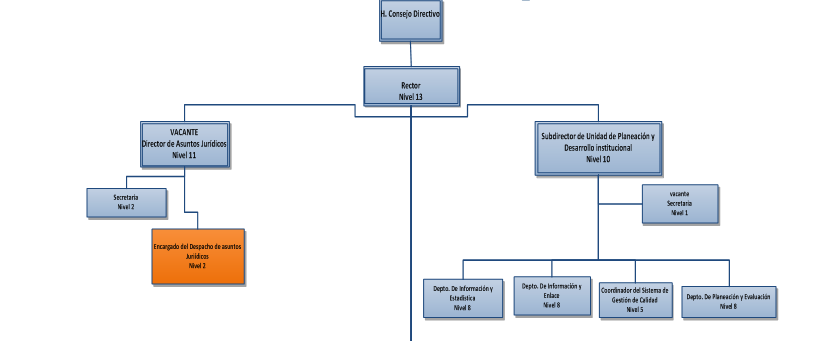 H. Consejo Directivo
Rector
Nivel 13
VACANTE
Director de Asuntos Jurídicos
Nivel 11
Subdirector de Unidad de Planeación y
Desarrollo institucional
Nivel 10
Secretaria
Nivel 2
vacante
Secretaria
Nivel 1
Encargado del Despacho de asuntos
Jurídicos
Nivel 2
Depto. De Información y
Estadística
Nivel 8
Depto. De Información y
Enlace
Nivel 8
Coordinador del Sistema de
Gestión de Calidad
Nivel 5
Depto. De Planeación y Evaluación
Nivel 8